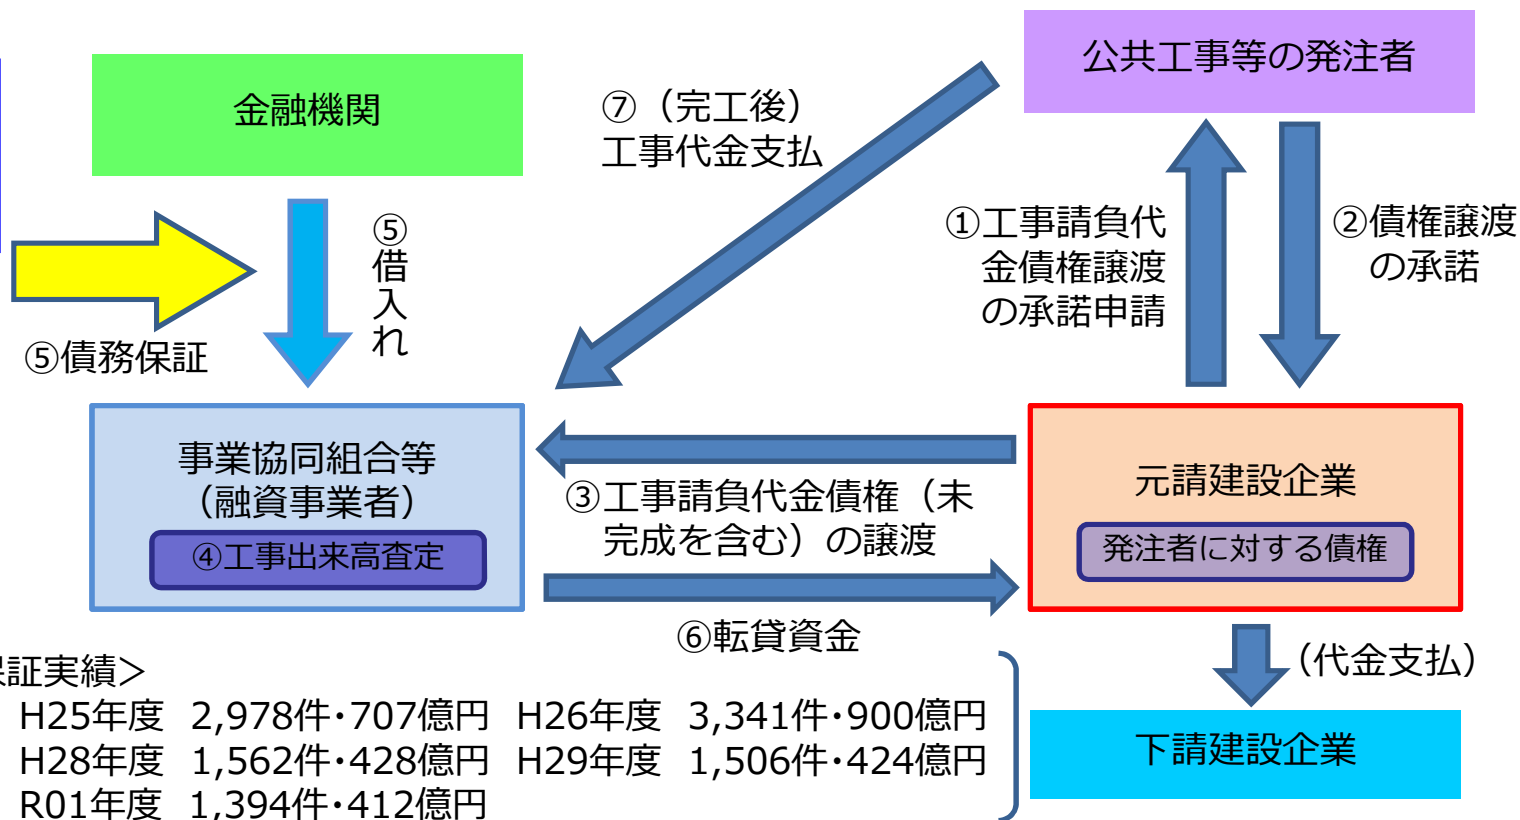 公共工事等の発注者
金融機関
⑦（完工後）
工事代金支払
①工事請負代
金債権譲渡
の承諾申請
②債権譲渡
の承諾
⑤借入れ
⑤債務保証
事業協同組合等
（融資事業者）
④工事出来高査定
③工事請負代金債権（未
完成を含む）の譲渡
元請建設企業
発注者に対する債権
⑥転貸資金
（代金支払）
証実績＞
H25年度 2,978件･707億円 H26年度 3,341件･900億円
H28年度 1,562件･428億円 H29年度 1,506件･424億円
R01年度 1,394件･412億円
下請建設企業